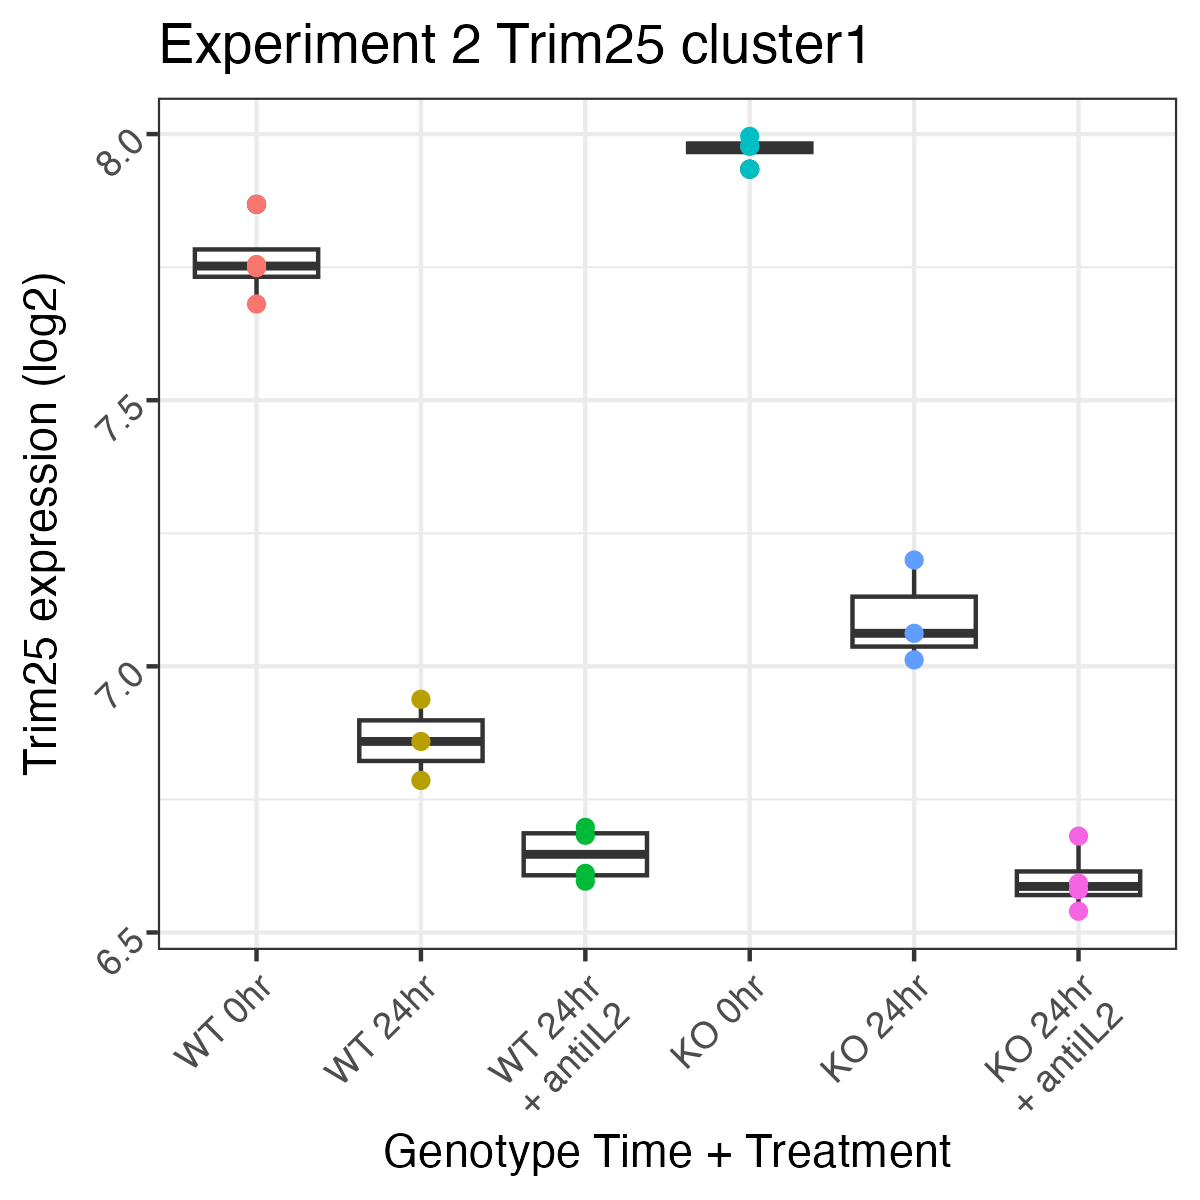 Experiment 2 Trim25 cluster1
Trim25 expression (log2)
8.0
7.5
7.0
6.5
WT 0hr
WT 24hr
WT 24hr
+ antiIL2
KO 0hr
KO 24hr
KO 24hr
+ antiIL2
Genotype Time + Treatment